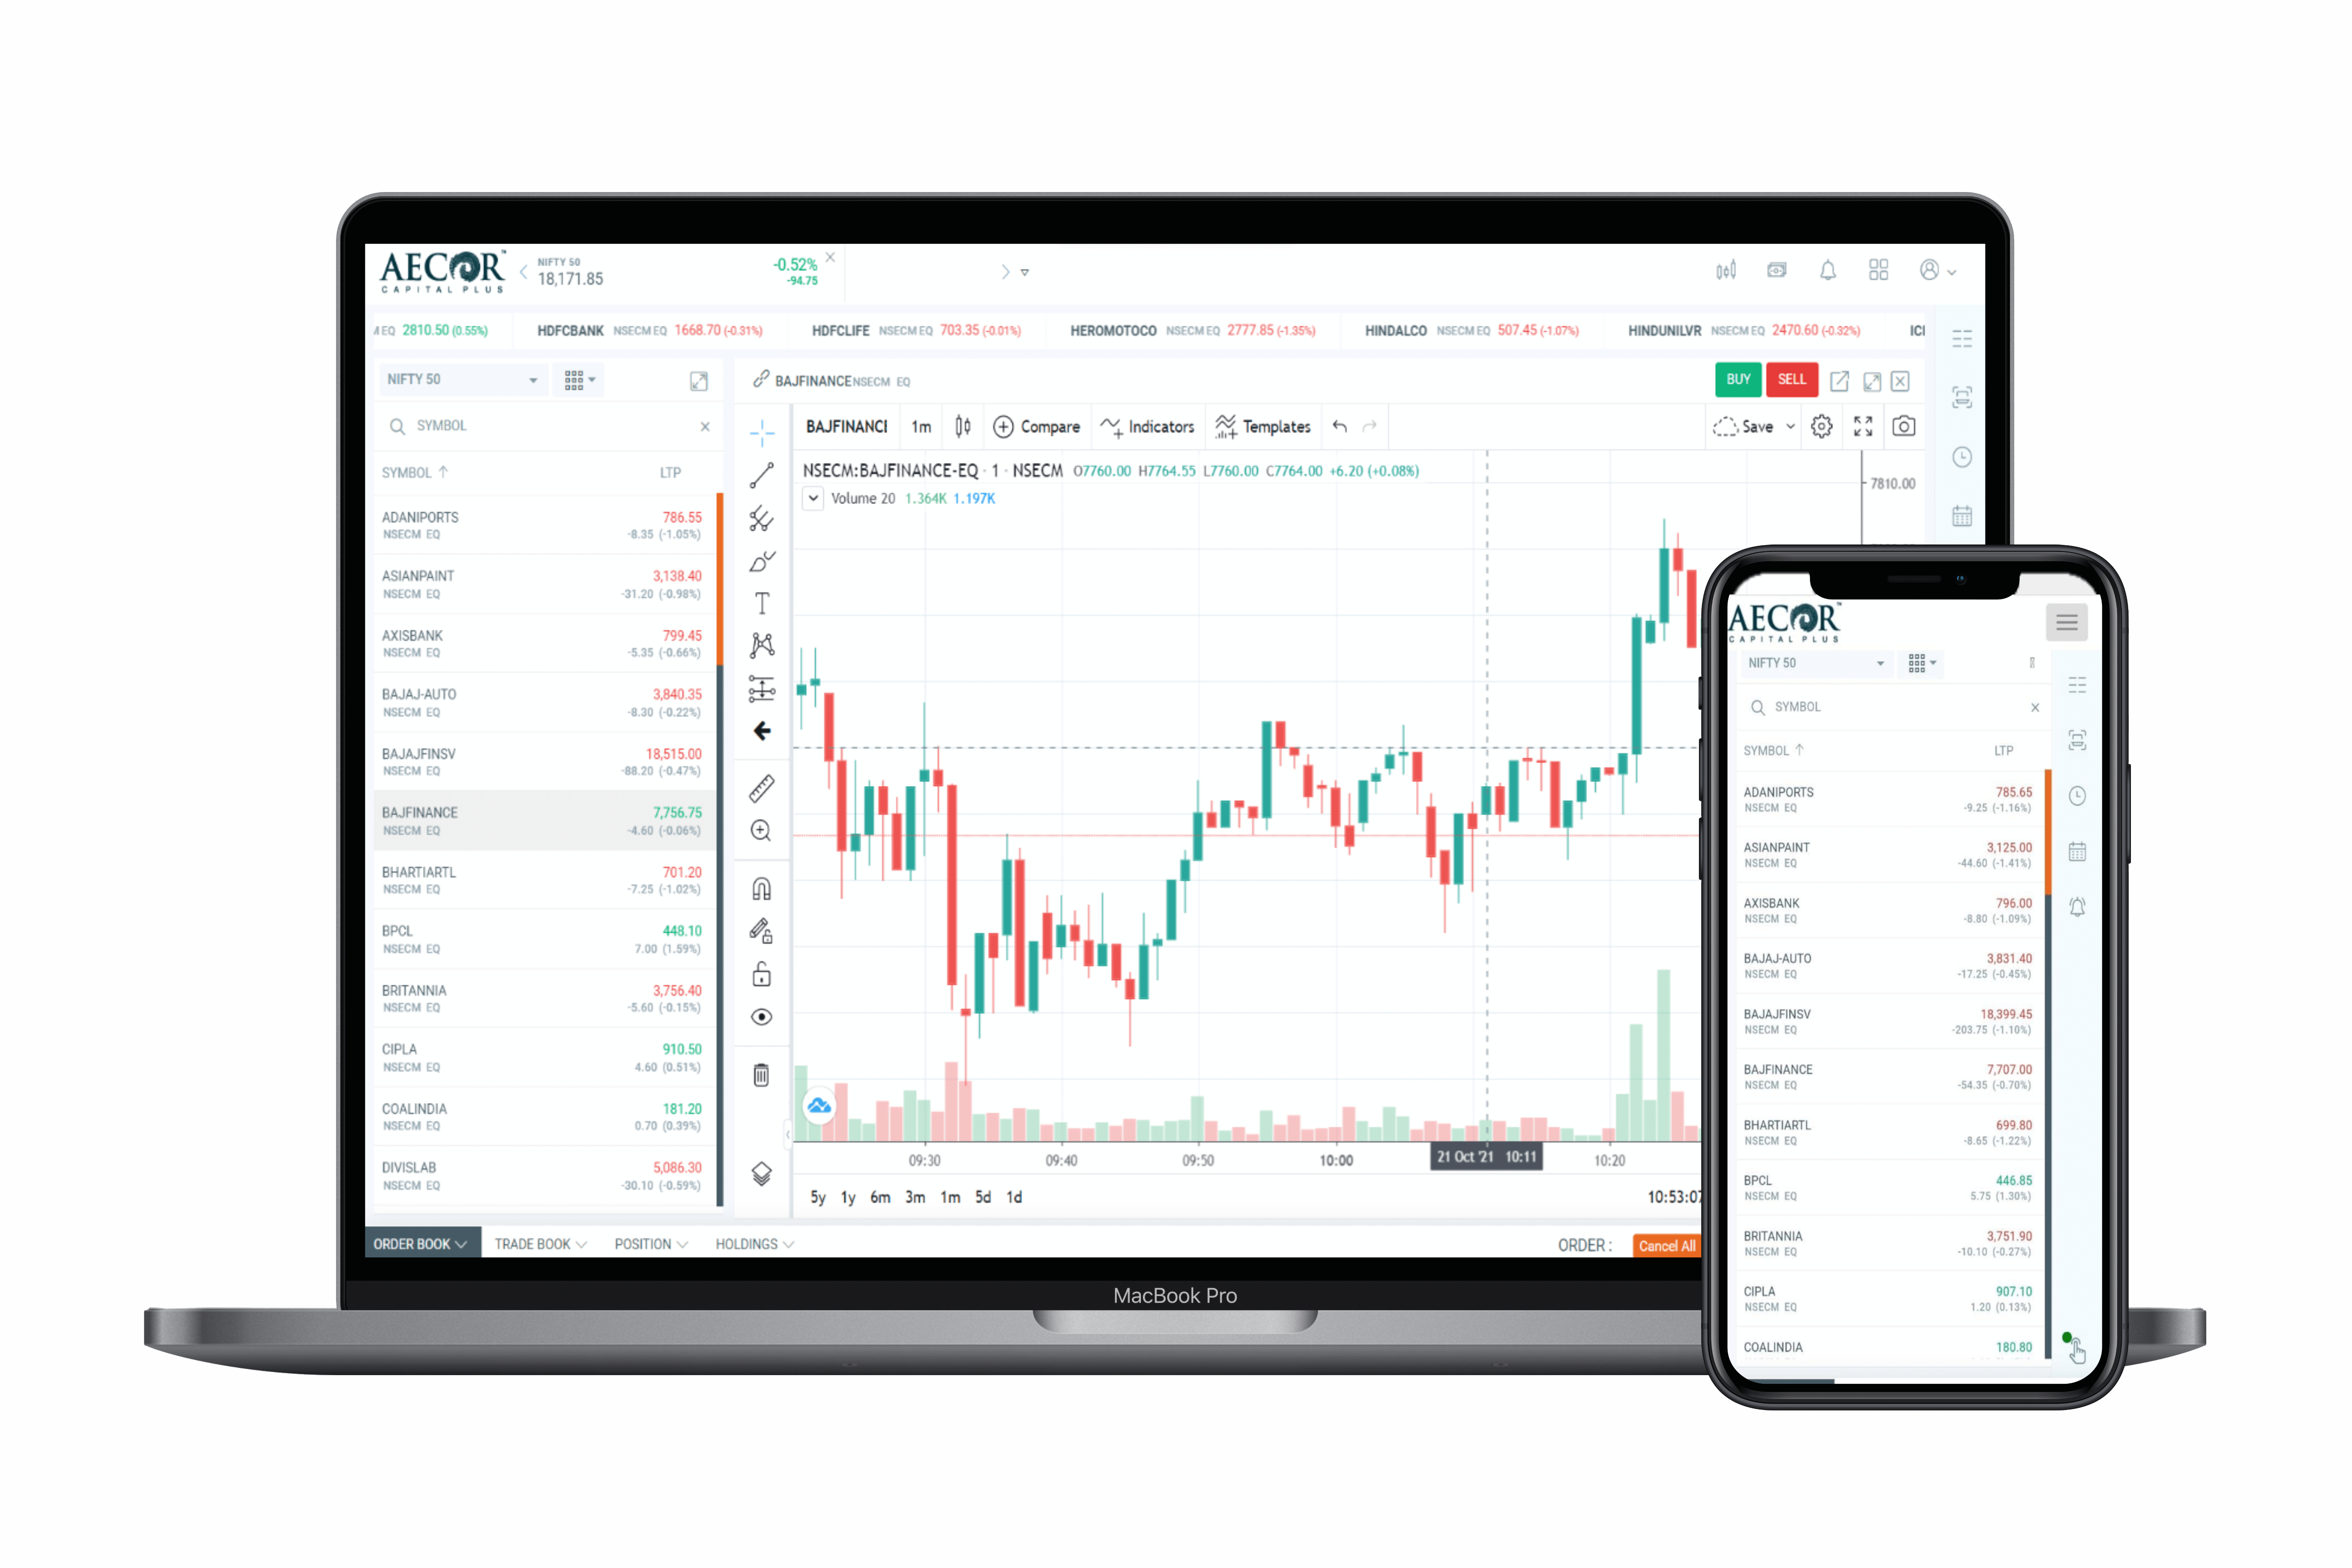 AECOR™
CAPITAL PLUS
NIFTY 50
18,171.85
-0.52%
-94.75
EQ 2810.50 (0.55%) HDFCBANK NSECM EQ 1668.70 (-0.31%) HDFCLIFE NSECM EQ 703.35 (-0.01%) HEROMOTOCO NSECM EQ 2777.85 (-1.35%) HINDALCO NSECM EQ 507.45 (-1.07%) HINDUNILVR NSECM EQ 2470.60 (-0.32%) ICI
NIFTY 50
SYMBOL
SYMBOL LTP
ADANIPORTS 786.55
NSECM EQ -8.35 (-1.05%)
ASIANPAINT 3,138.40
NSECM EQ -31.20 (-0.98%)
AXISBANK 799.45
NSECM EQ -5.35 (-0.66%)
BAJAJ-AUTO 3,840.35
NSECM EQ -8.30 (-0.22%)
BAJAJFINSV 18,515.00
NSECM EQ -88.20 (-0.47%)
BAJFINANCE 7,756.75
NSECM EQ -4.60 (-0.06%)
BHARTIARTL 701.20
NSECM EQ -7.25 (-1.02%)
BPCL 448.10
NSECM EQ 7.00 (1.59%)
BRITANNIA 3,756.40
NSECM EQ -5.60 (-0.15%)
CIPLA 910.50
NSECM EQ 4.60 (0.51%)
COALINDIA 181.20
NSECM EQ 0.70 (0.39%)
DIVISLAB 5,086.30
NSECM EQ -30.10 (-0.59%)
BAJFINANCE NSECM EQ
BUY SELL
BAJFINANC 1m Compare Indicators Templates Save
NSECM:BAJFINANCE-EQ · 1 · NSECM O7760.00 H7764.55 L7760.00 C7764.00 +6.20 (+0.08%)
Volume 20 1.364K 1.197K
7810.00
09:30 09:40 09:50 10:00 21 Oct '21 10:11 10:20
5y 1y 6m 3m 1m 5d 1d
10:53:07
ORDER BOOK TRADE BOOK POSITION HOLDINGS
ORDER : Cancel All
MacBook Pro
AECOR™
CAPITAL PLUS
NIFTY 50
SYMBOL
SYMBOL LTP
ADANIPORTS 785.65
NSECM EQ -9.25 (-1.16%)
ASIANPAINT 3,125.00
NSECM EQ -44.60 (-1.41%)
AXISBANK 796.00
NSECM EQ -8.80 (-1.09%)
BAJAJ-AUTO 3,831.40
NSECM EQ -17.25 (-0.45%)
BAJAJFINSV 18,399.45
NSECM EQ -203.75 (-1.10%)
BAJFINANCE 7,707.00
NSECM EQ -54.35 (-0.70%)
BHARTIARTL 699.80
NSECM EQ -8.65 (-1.22%)
BPCL 446.85
NSECM EQ 5.75 (1.30%)
BRITANNIA 3,751.90
NSECM EQ -10.10 (-0.27%)
CIPLA 907.10
NSECM EQ 1.20 (0.13%)
COALINDIA 180.80